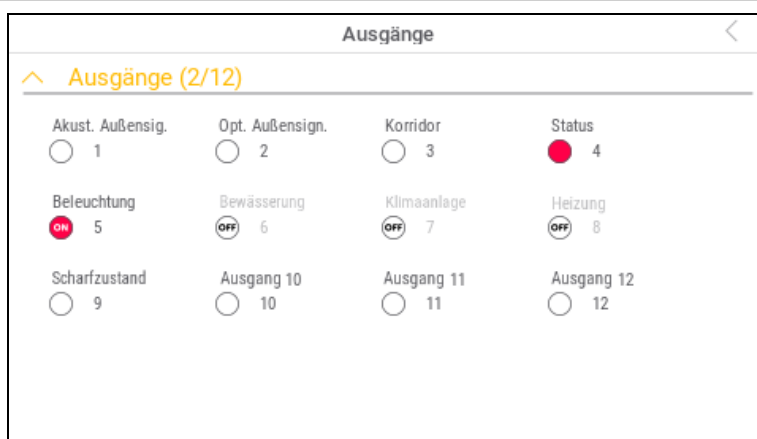 Ausgänge
Ausgänge (2/12)
Akust. Außensig. Opt. Außensign. Korridor Status
1 2 3 4
Beleuchtung Bewässerung Klimaanlage Heizung
ON 5 OFF 6 OFF 7 OFF 8
Scharfzustand Ausgang 10 Ausgang 11 Ausgang 12
9 10 11 12